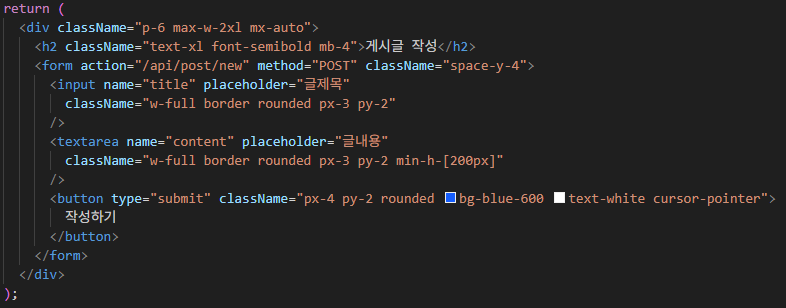 return (
  <div className="p-6 max-w-2xl mx-auto">
    <h2 className="text-xl font-semibold mb-4">게시글 작성</h2>
    <form action="/api/post/new" method="POST" className="space-y-4">
      <input name="title" placeholder="글제목"
        className="w-full border rounded px-3 py-2"
      />
      <textarea name="content" placeholder="글내용"
        className="w-full border rounded px-3 py-2 min-h-[200px]"
      />
      <button type="submit" className="px-4 py-2 rounded bg-blue-600 text-white cursor-pointer">
        작성하기
      </button>
    </form>
  </div>
);